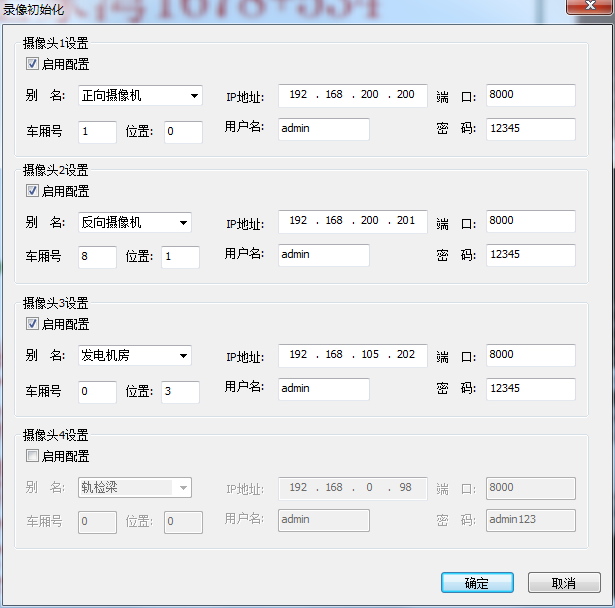 录像初始化
摄像头1设置
启用配置
别 名: 正向摄像机 IP地址: 192 . 168 . 200 . 200 端 口: 8000
车厢号 1 位置: 0 用户名: admin 密 码: 12345
摄像头2设置
启用配置
别 名: 反向摄像机 IP地址: 192 . 168 . 200 . 201 端 口: 8000
车厢号 8 位置: 1 用户名: admin 密 码: 12345
摄像头3设置
启用配置
别 名: 发电机房 IP地址: 192 . 168 . 105 . 202 端 口: 8000
车厢号 0 位置: 3 用户名: admin 密 码: 12345
摄像头4设置
启用配置
别 名: 轨检梁 IP地址: 192 . 168 . 0 . 98 端 口: 8000
车厢号 0 位置: 0 用户名: admin 密 码: admin123
确定 取消